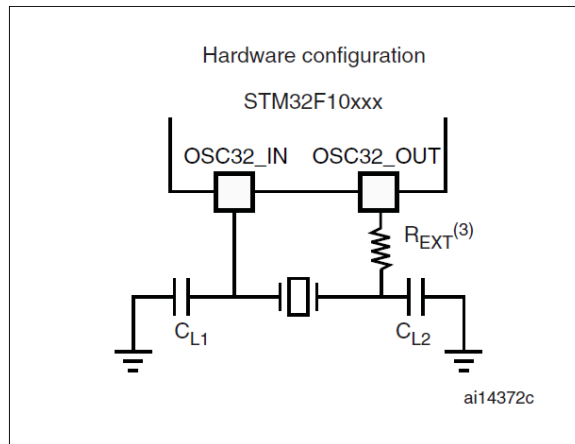 Hardware configuration
STM32F10xxx
OSC32_IN OSC32_OUT
REXT(3)
CL1 CL2
ai14372c